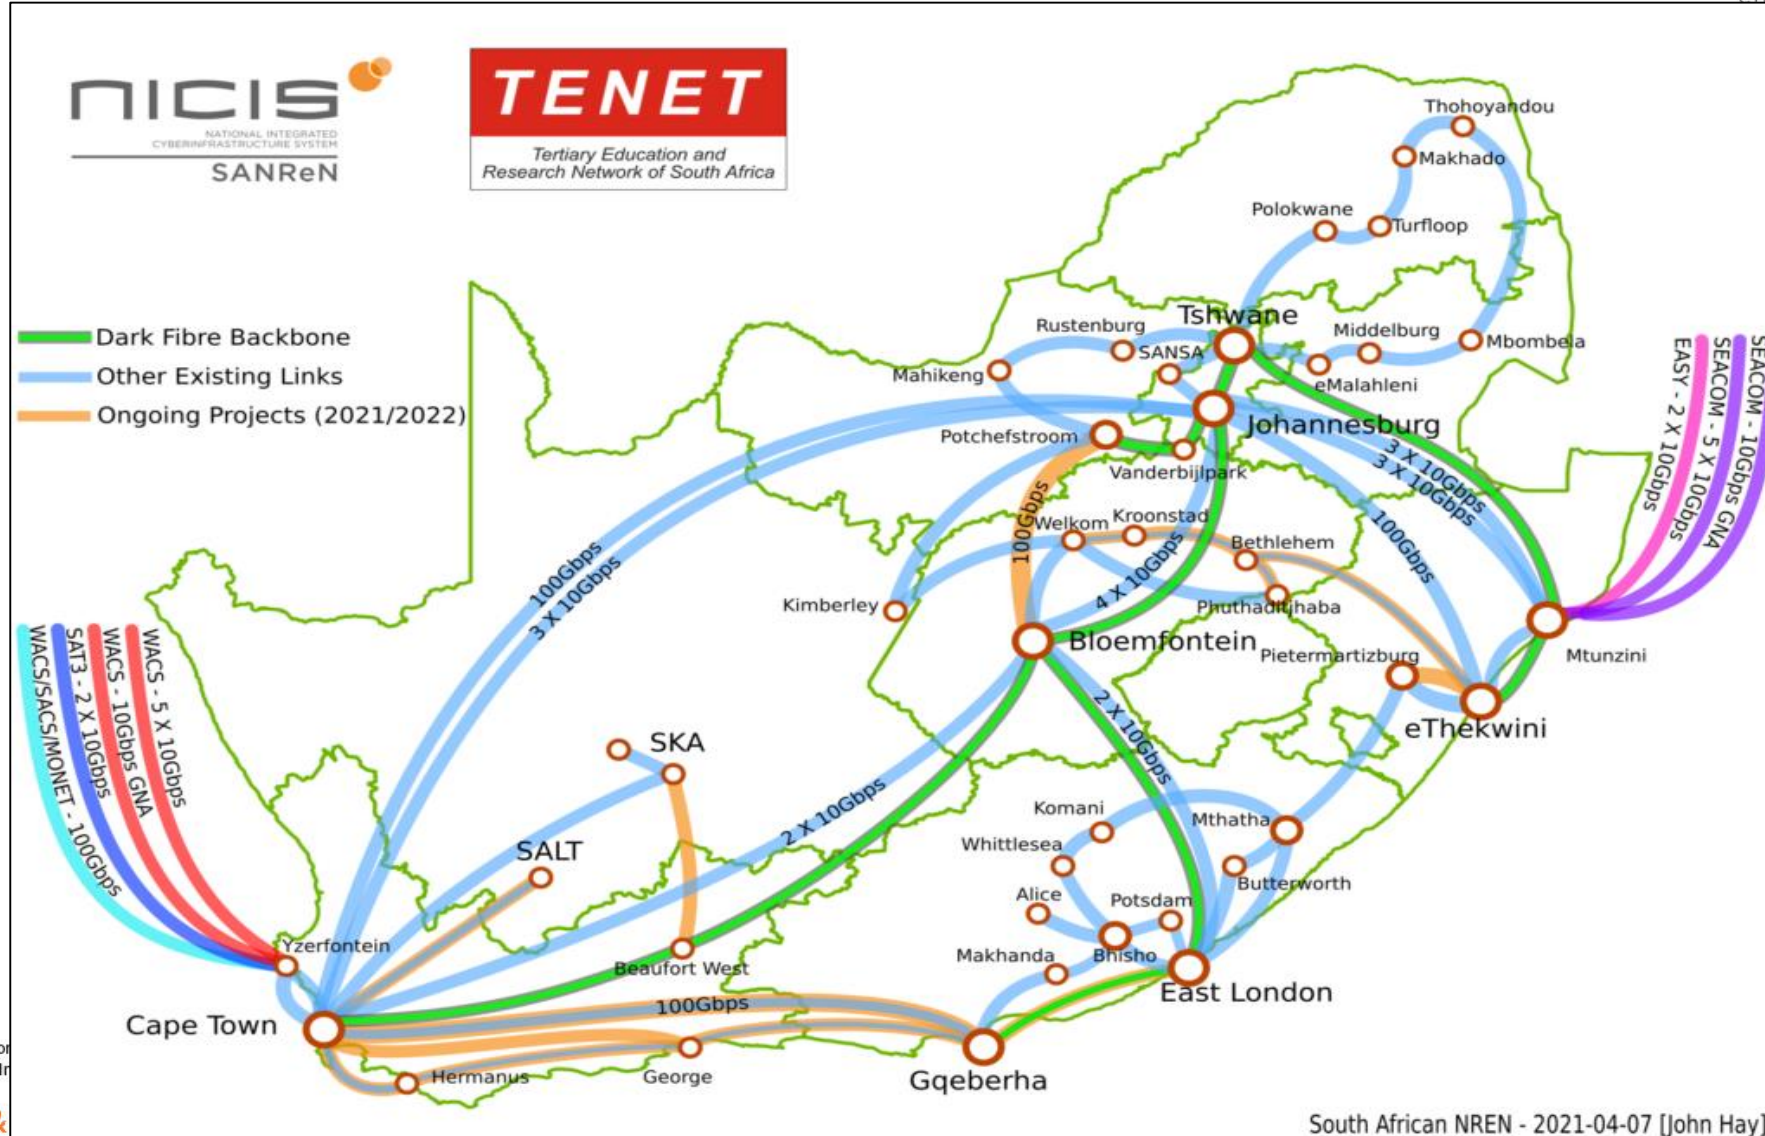 NICIS
NATIONAL INTEGRATED
CYBERINFRASTRUCTURE SYSTEM
SANReN
TENET
Tertiary Education and
Research Network of South Africa
Dark Fibre Backbone
Other Existing Links
Ongoing Projects (2021/2022)
Thohoyandou
Makhado
Polokwane
Turfloop
Tshwane
Rustenburg
SANSA
Middelburg
Mbombela
eMalahleni
Mahikeng
Johannesburg
Potchefstroom
Vanderbijlpark
3 X 10Gbps
3 X 10Gbps
100Gbps
100Gbps
EASY - 2 X 10Gbps
SEACOM - 5 X 10Gbps
SEACOM - 10Gbps GNA
Welkom
Kroonstad
Bethlehem
4 X 10Gbps
100Gbps
3 X 10Gbps
Kimberley
Phuthaditjhaba
Bloemfontein
Pietermartizburg
Mtunzini
eThekwini
2 X 10Gbps
WACS/SACS/MONET - 100Gbps
SAT3 - 2 X 10Gbps
WACS - 10Gbps GNA
WACS - 5 X 10Gbps
SKA
SALT
2 X 10Gbps
Komani
Mthatha
Whittlesea
Butterworth
Alice
Potsdam
Yzerfontein
Beaufort West
Makhanda
Bhisho
East London
100Gbps
Cape Town
Hermanus
George
Gqeberha
South African NREN - 2021-04-07 [John Hay]